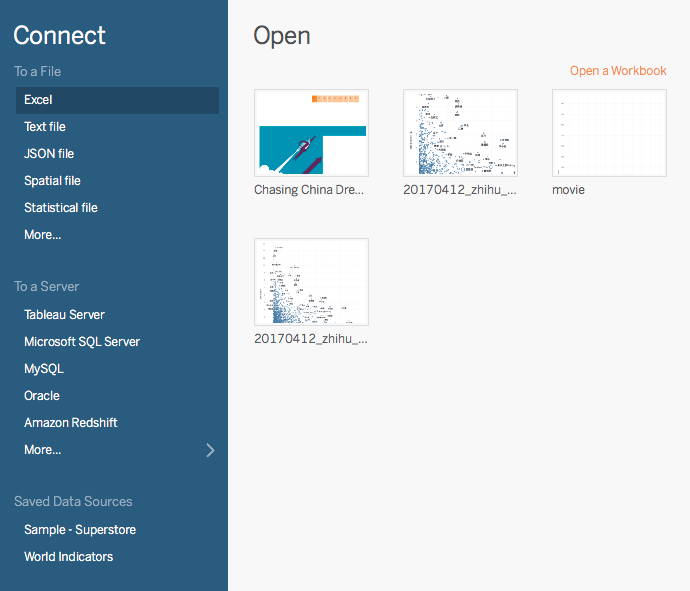 Connect
To a File
Excel
Text file
JSON file
Spatial file
Statistical file
More...
To a Server
Tableau Server
Microsoft SQL Server
MySQL
Oracle
Amazon Redshift
More...
Saved Data Sources
Sample - Superstore
World Indicators
Open
Open a Workbook
Chasing China Dre...
20170412_zhihu_...
movie
20170412_zhihu_...